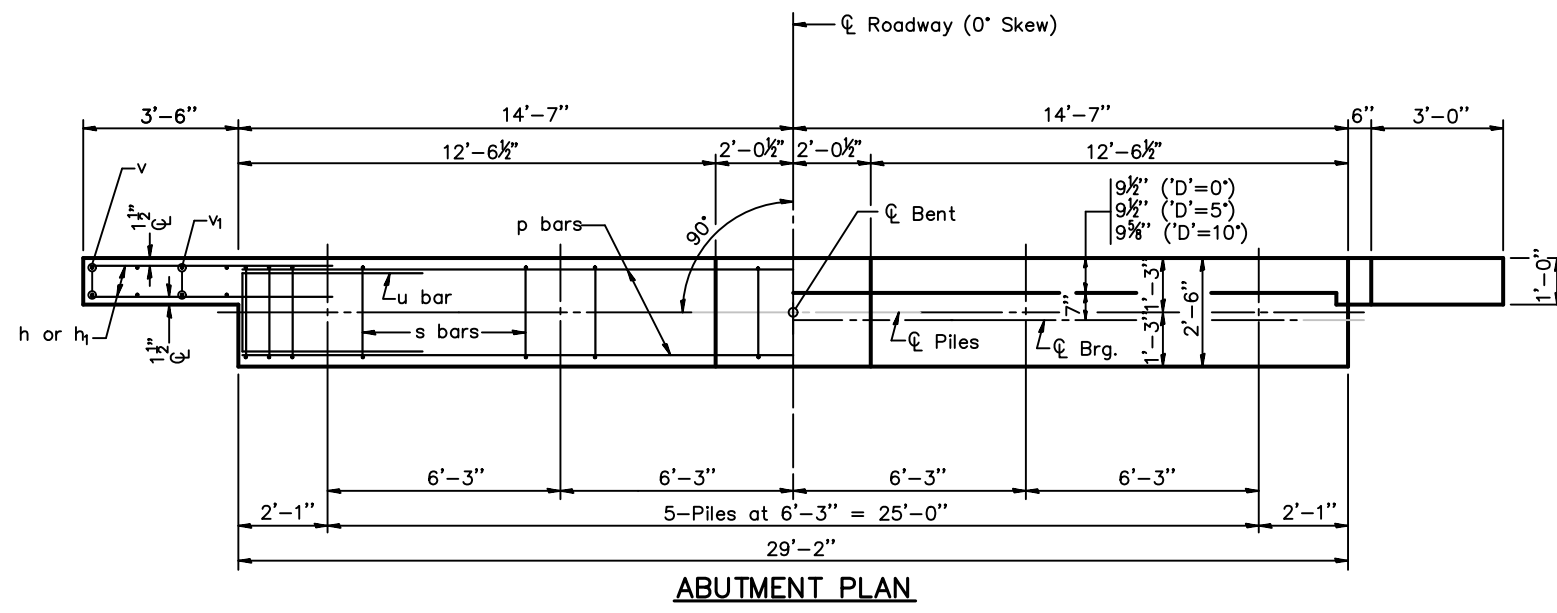 ℄ Roadway (0° Skew)
3'-6"
14'-7"
14'-7"
6"
3'-0"
12'-6½"
2'-0½"
2'-0½"
12'-6½"
9½" ('D'=0°)
9½" ('D'=5°)
9⅝" ('D'=10°)
v
1½" ℄
v₁
p bars
90°
℄ Bent
u bar
s bars
h or h₁
1½" ℄
℄ Piles
℄ Brg.
7"
1'-3"
1'-3"
2'-6"
1'-0"
6'-3"
6'-3"
6'-3"
6'-3"
2'-1"
5-Piles at 6'-3" = 25'-0"
2'-1"
29'-2"
ABUTMENT PLAN